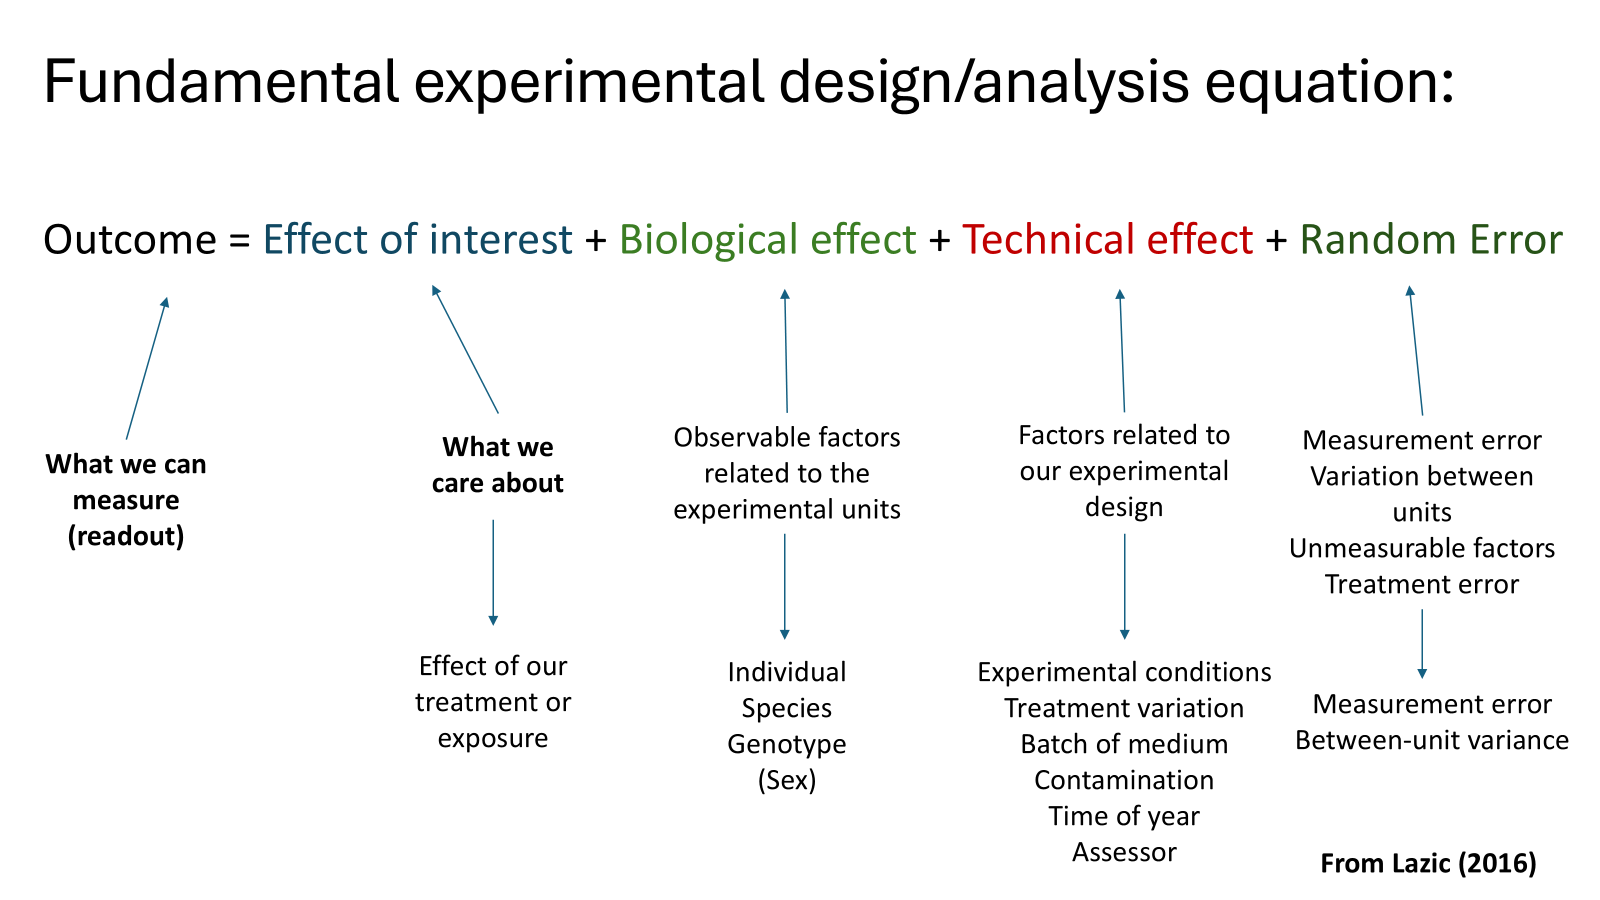 Fundamental experimental design/analysis equation:
Outcome = Effect of interest + Biological effect + Technical effect + Random Error
What we can
measure
(readout)
What we
care about
Effect of our
treatment or
exposure
Observable factors
related to the
experimental units
Individual
Species
Genotype
(Sex)
Factors related to
our experimental
design
Experimental conditions
Treatment variation
Batch of medium
Contamination
Time of year
Assessor
Measurement error
Variation between
units
Unmeasurable factors
Treatment error
Measurement error
Between-unit variance
From Lazic (2016)